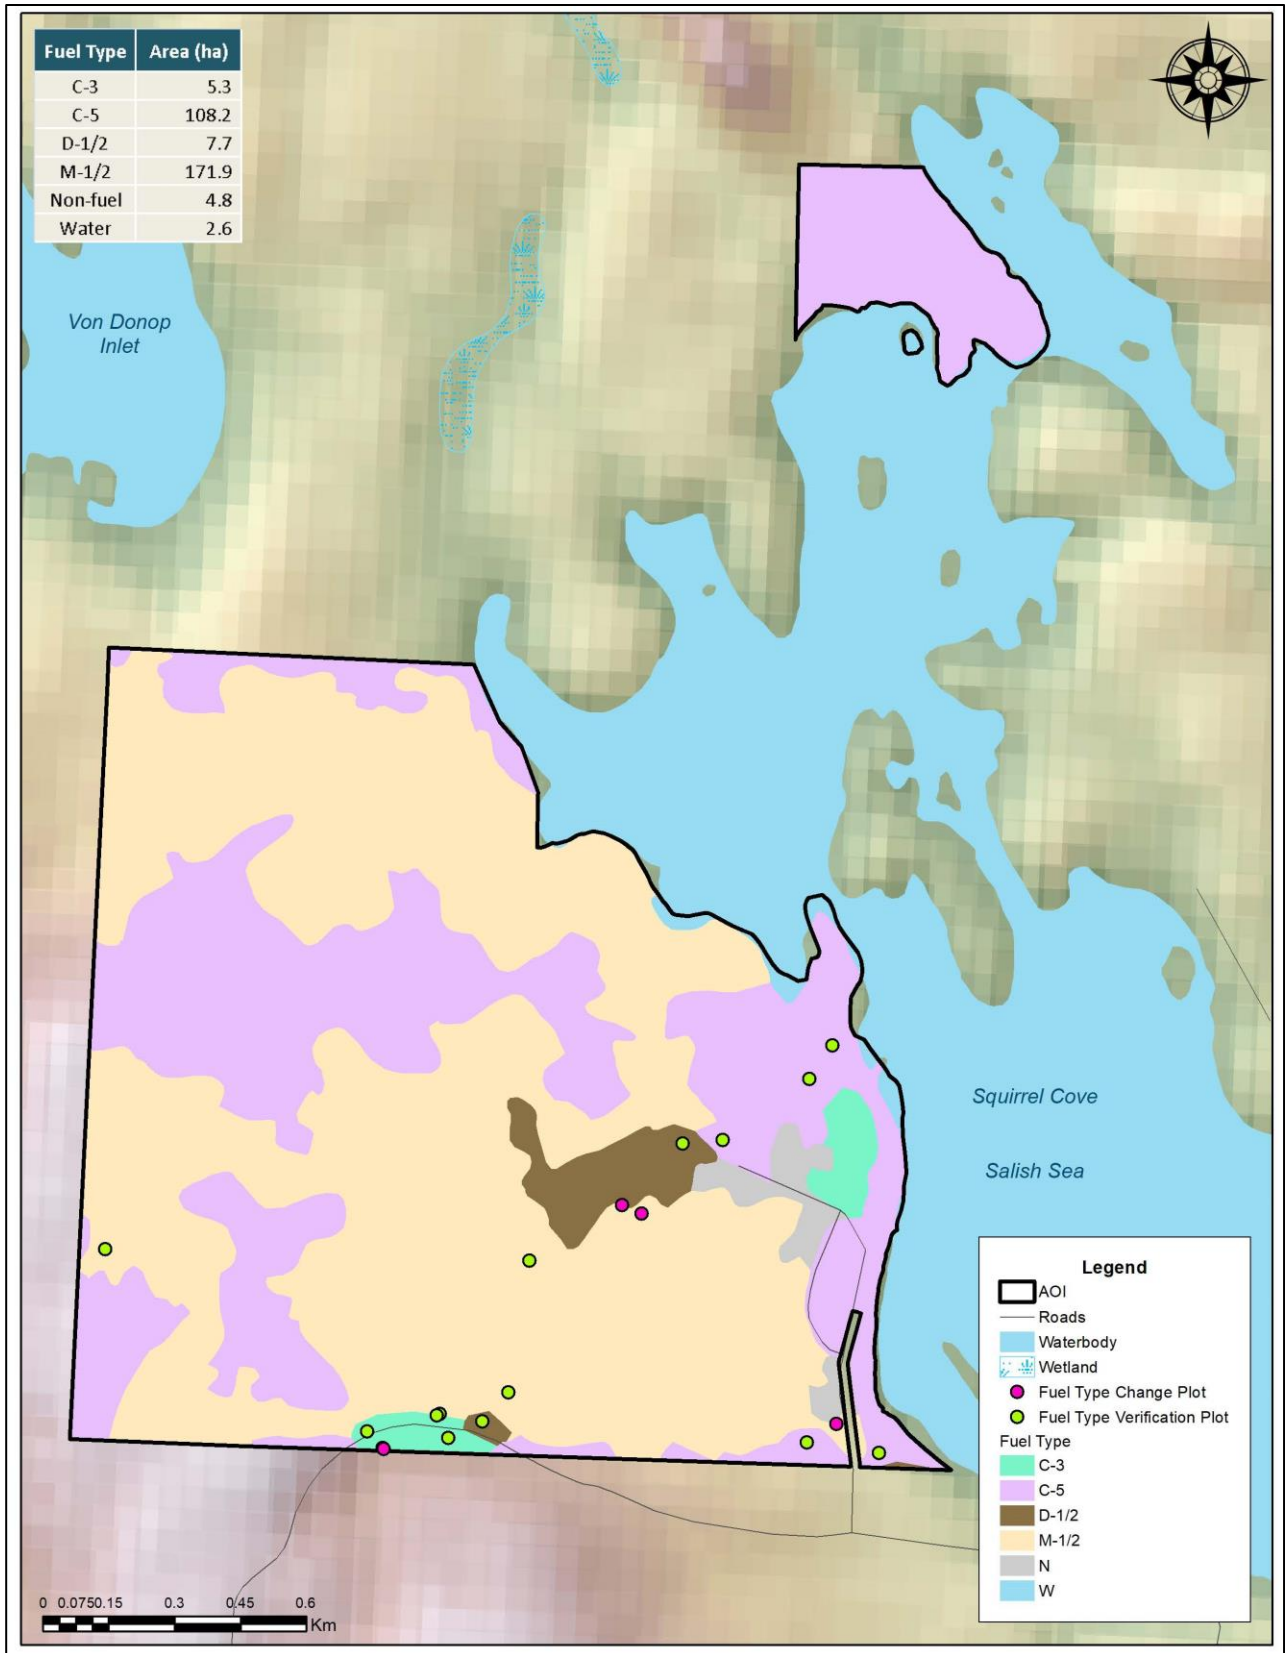 Fuel Type Area (ha)
C-3 5.3
C-5 108.2
D-1/2 7.7
M-1/2 171.9
Non-fuel 4.8
Water 2.6
Von Donop
Inlet
Squirrel Cove
Salish Sea
Legend
AOI
Roads
Waterbody
Wetland
Fuel Type Change Plot
Fuel Type Verification Plot
Fuel Type
C-3
C-5
D-1/2
M-1/2
N
W
0 0.0750.15 0.3 0.45 0.6
Km